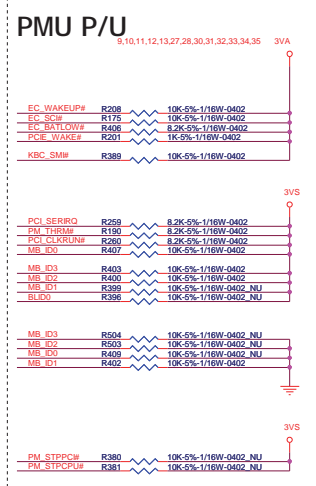 PMU P/U
9,10,11,12,13,27,28,30,31,32,33,34,35 3VA
EC_WAKEUP# R208 10K-5%-1/16W-0402
EC_SCI# R175 10K-5%-1/16W-0402
EC_BATLOW# R406 8.2K-5%-1/16W-0402
PCIE_WAKE# R201 1K-5%-1/16W-0402
KBC_SMI# R389 10K-5%-1/16W-0402
3VS
PCI_SERIRQ R259 8.2K-5%-1/16W-0402
PM_THRM# R190 8.2K-5%-1/16W-0402
PCI_CLKRUN# R260 8.2K-5%-1/16W-0402
MB_ID0 R407 10K-5%-1/16W-0402
MB_ID3 R403 10K-5%-1/16W-0402
MB_ID2 R400 10K-5%-1/16W-0402
MB_ID1 R399 10K-5%-1/16W-0402_NU
BLID0 R396 10K-5%-1/16W-0402_NU
MB_ID3 R504 10K-5%-1/16W-0402_NU
MB_ID2 R503 10K-5%-1/16W-0402_NU
MB_ID0 R409 10K-5%-1/16W-0402_NU
MB_ID1 R402 10K-5%-1/16W-0402
3VS
PM_STPPCI# R380 10K-5%-1/16W-0402_NU
PM_STPCPU# R381 10K-5%-1/16W-0402_NU